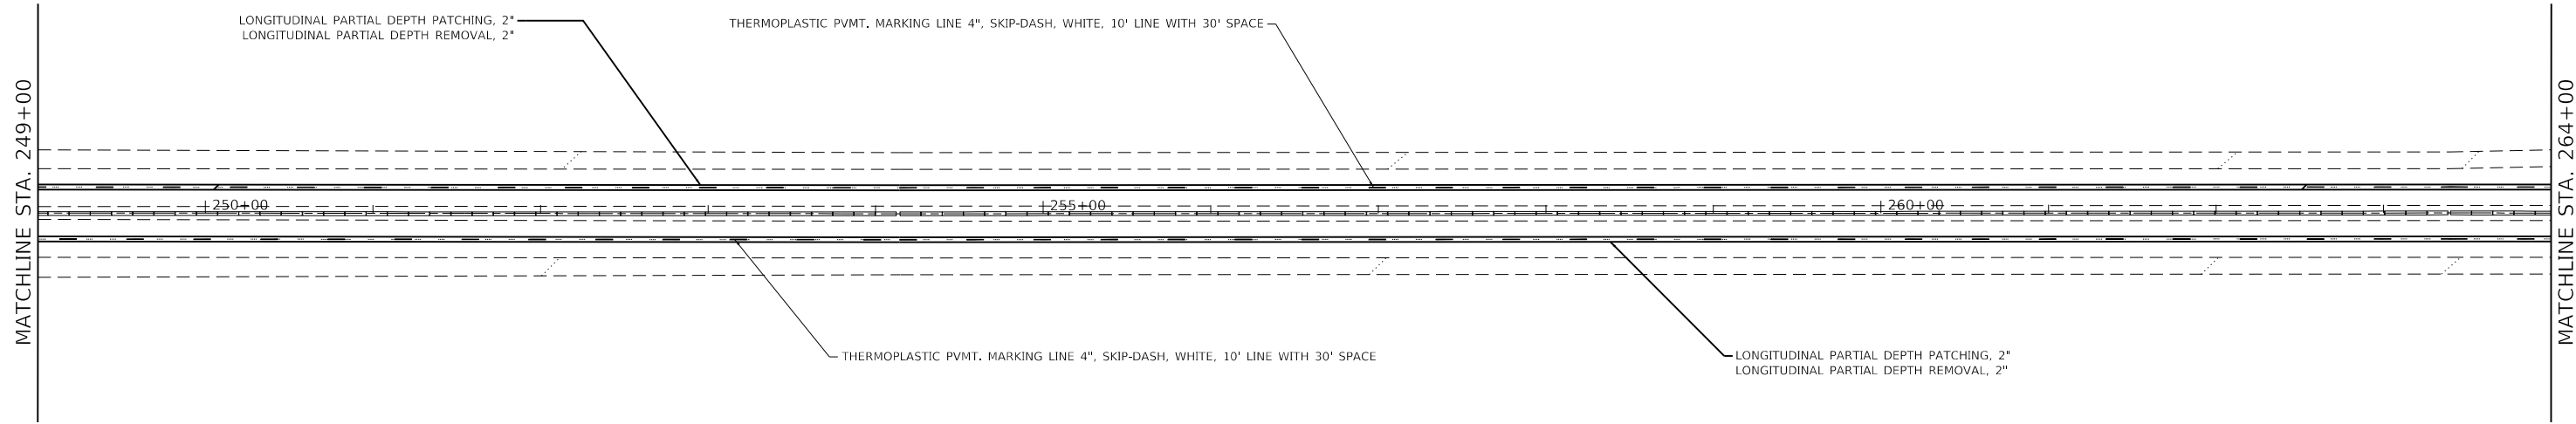 LONGITUDINAL PARTIAL DEPTH PATCHING, 2"
LONGITUDINAL PARTIAL DEPTH REMOVAL, 2"
THERMOPLASTIC PVMT. MARKING LINE 4", SKIP-DASH, WHITE, 10' LINE WITH 30' SPACE
MATCHLINE STA. 249+00
250+00
255+00
260+00
MATCHLINE STA. 264+00
THERMOPLASTIC PVMT. MARKING LINE 4", SKIP-DASH, WHITE, 10' LINE WITH 30' SPACE
LONGITUDINAL PARTIAL DEPTH PATCHING, 2"
LONGITUDINAL PARTIAL DEPTH REMOVAL, 2"